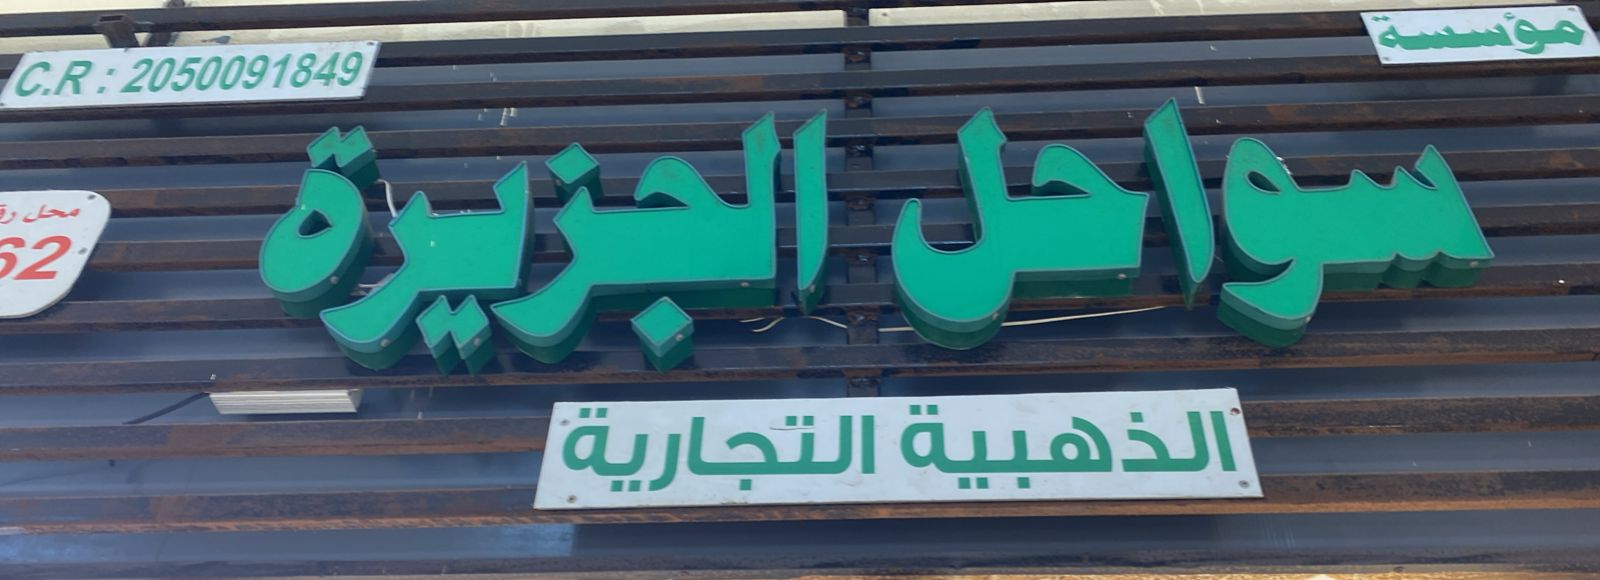 مؤسسة
C.R : 2050091849
سواحل الجزيرة
محل
62
الذهبية التجارية